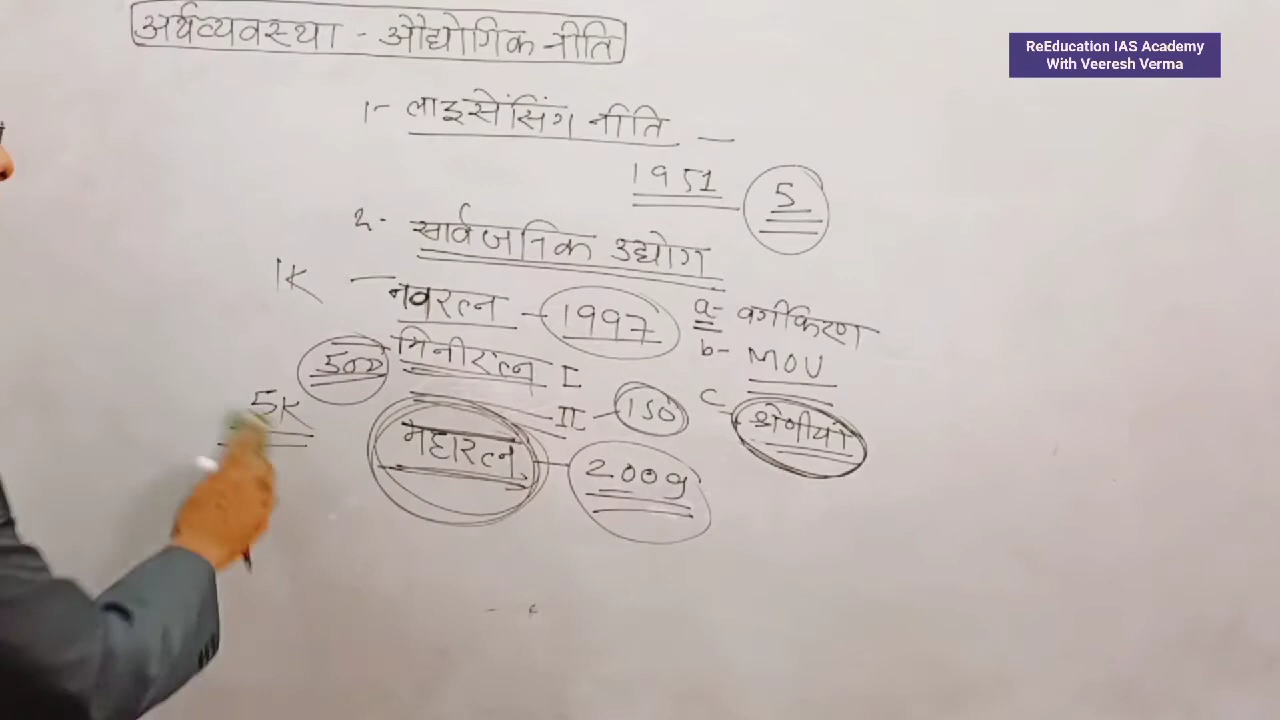 अर्थव्यवस्था - औद्योगिक नीति
ReEducation IAS Academy
With Veeresh Verma
1- लाइसेंसिंग नीति -
1951 5
2- सार्वजनिक उद्योग
1K - नवरत्न - 1997 a- वर्गीकरण
500 मिनीरत्न I b- MOU
5K II - 150 c श्रेणीयां
महारत्न - 2009